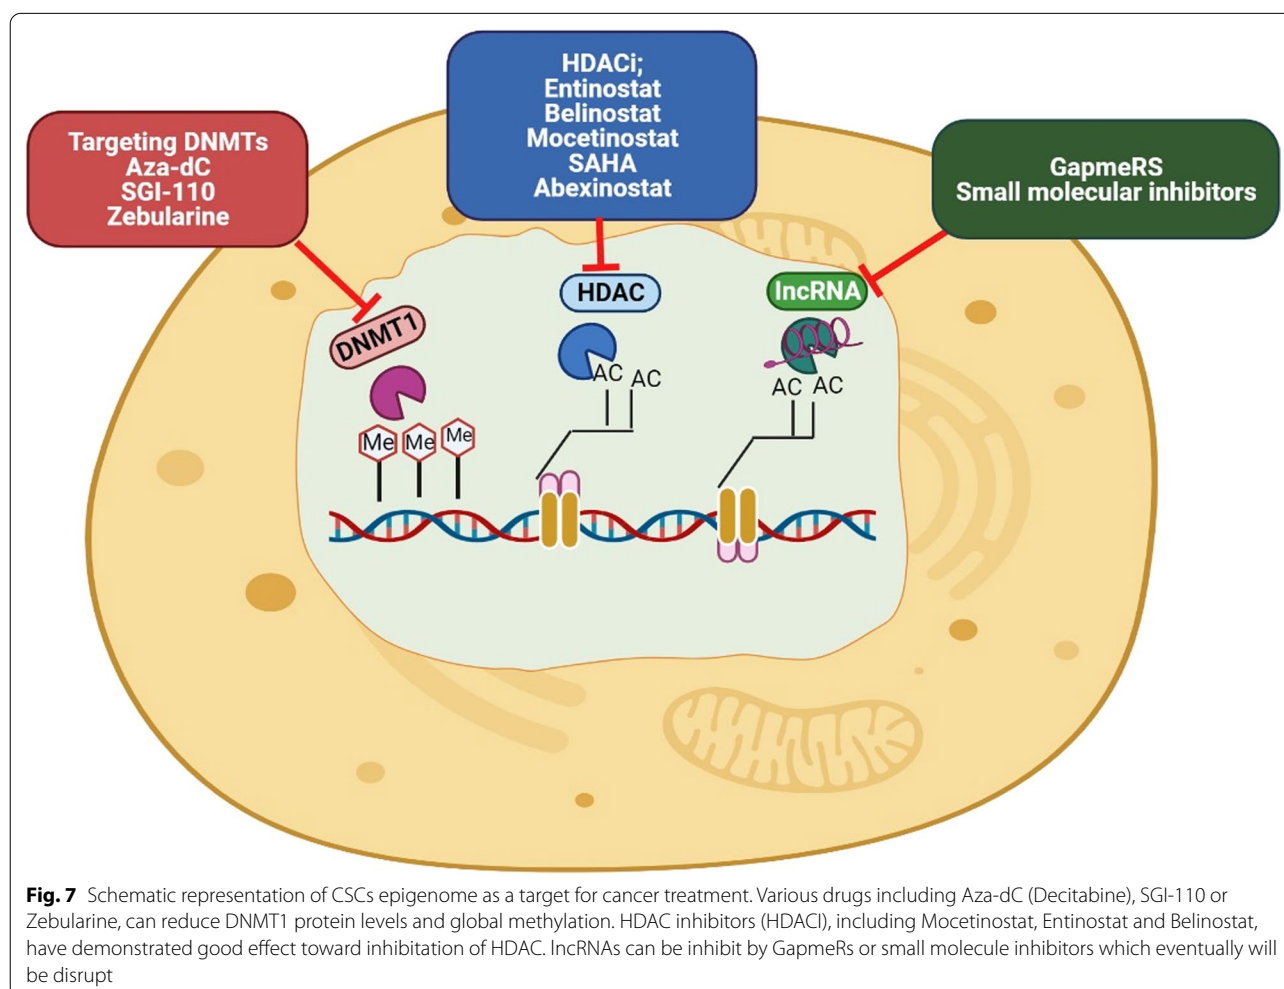 HDACi;
Entinostat
Belinostat
Mocetinostat
SAHA
Abexinostat
Targeting DNMTs
Aza-dC
SGI-110
Zebularine
GapmeRS
Small molecular inhibitors
DNMT1
HDAC
lncRNA
AC AC
AC AC
Me Me Me
Fig. 7 Schematic representation of CSCs epigenome as a target for cancer treatment. Various drugs including Aza-dC (Decitabine), SGI-110 or
Zebularine, can reduce DNMT1 protein levels and global methylation. HDAC inhibitors (HDACI), including Mocetinostat, Entinostat and Belinostat,
have demonstrated good effect toward inhibitation of HDAC. lncRNAs can be inhibit by GapmeRs or small molecule inhibitors which eventually will
be disrupt